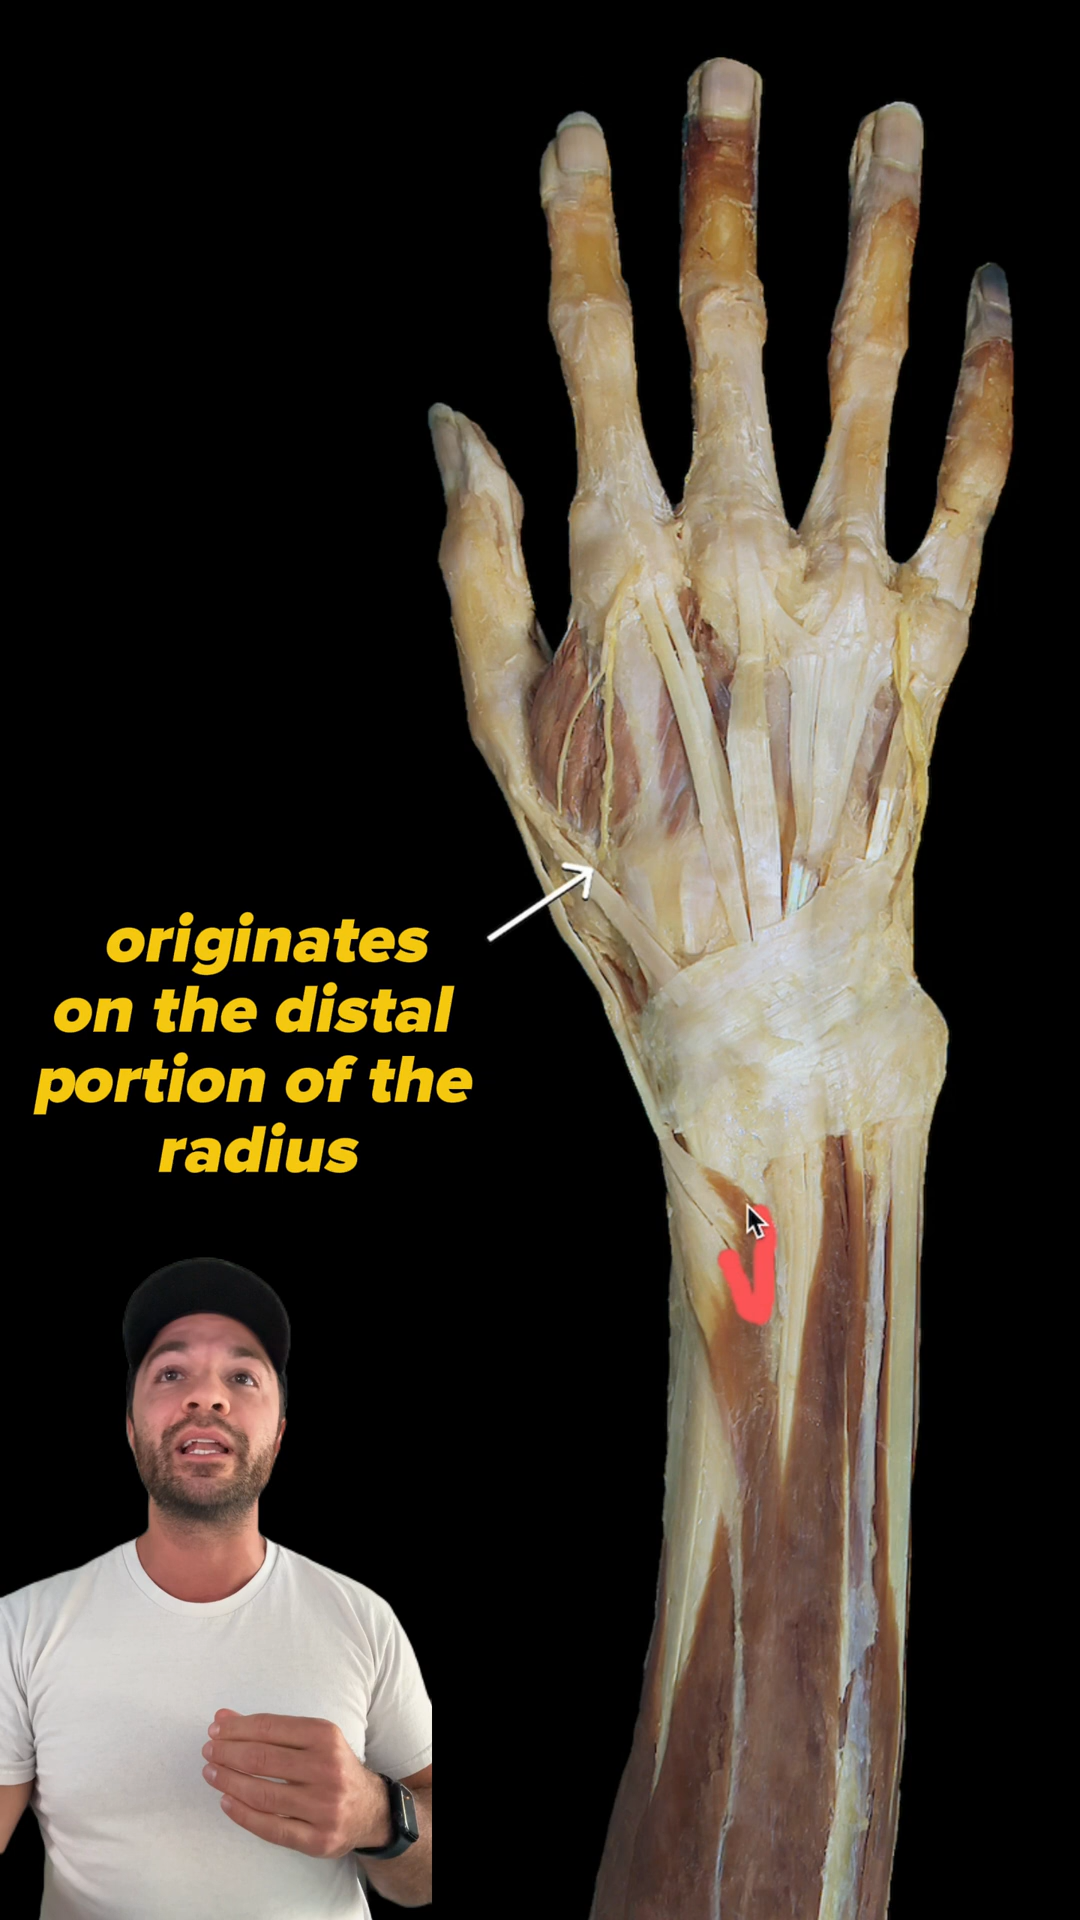 originates
on the distal
portion of the
radius